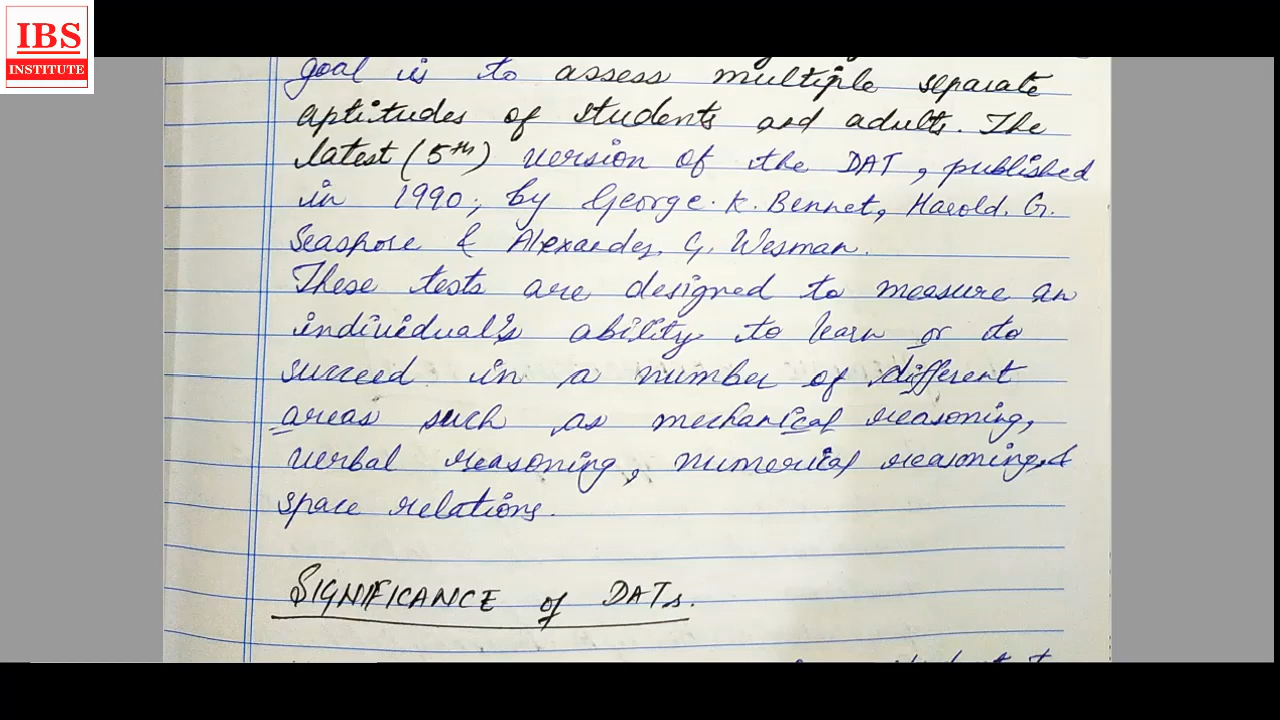 IBS
INSTITUTE
goal is to assess multiple separate
aptitudes of students and adults. The
latest (5th) version of the DAT, published
in 1990, by George. K. Bennet, Harold. G.
Seashore & Alexander, G. Wesman.
These tests are designed to measure an
individual's ability to learn or to
succeed in a number of different
areas such as mechanical reasoning,
verbal reasoning, numerical reasoning, &
space relations.
SIGNIFICANCE of DATs.